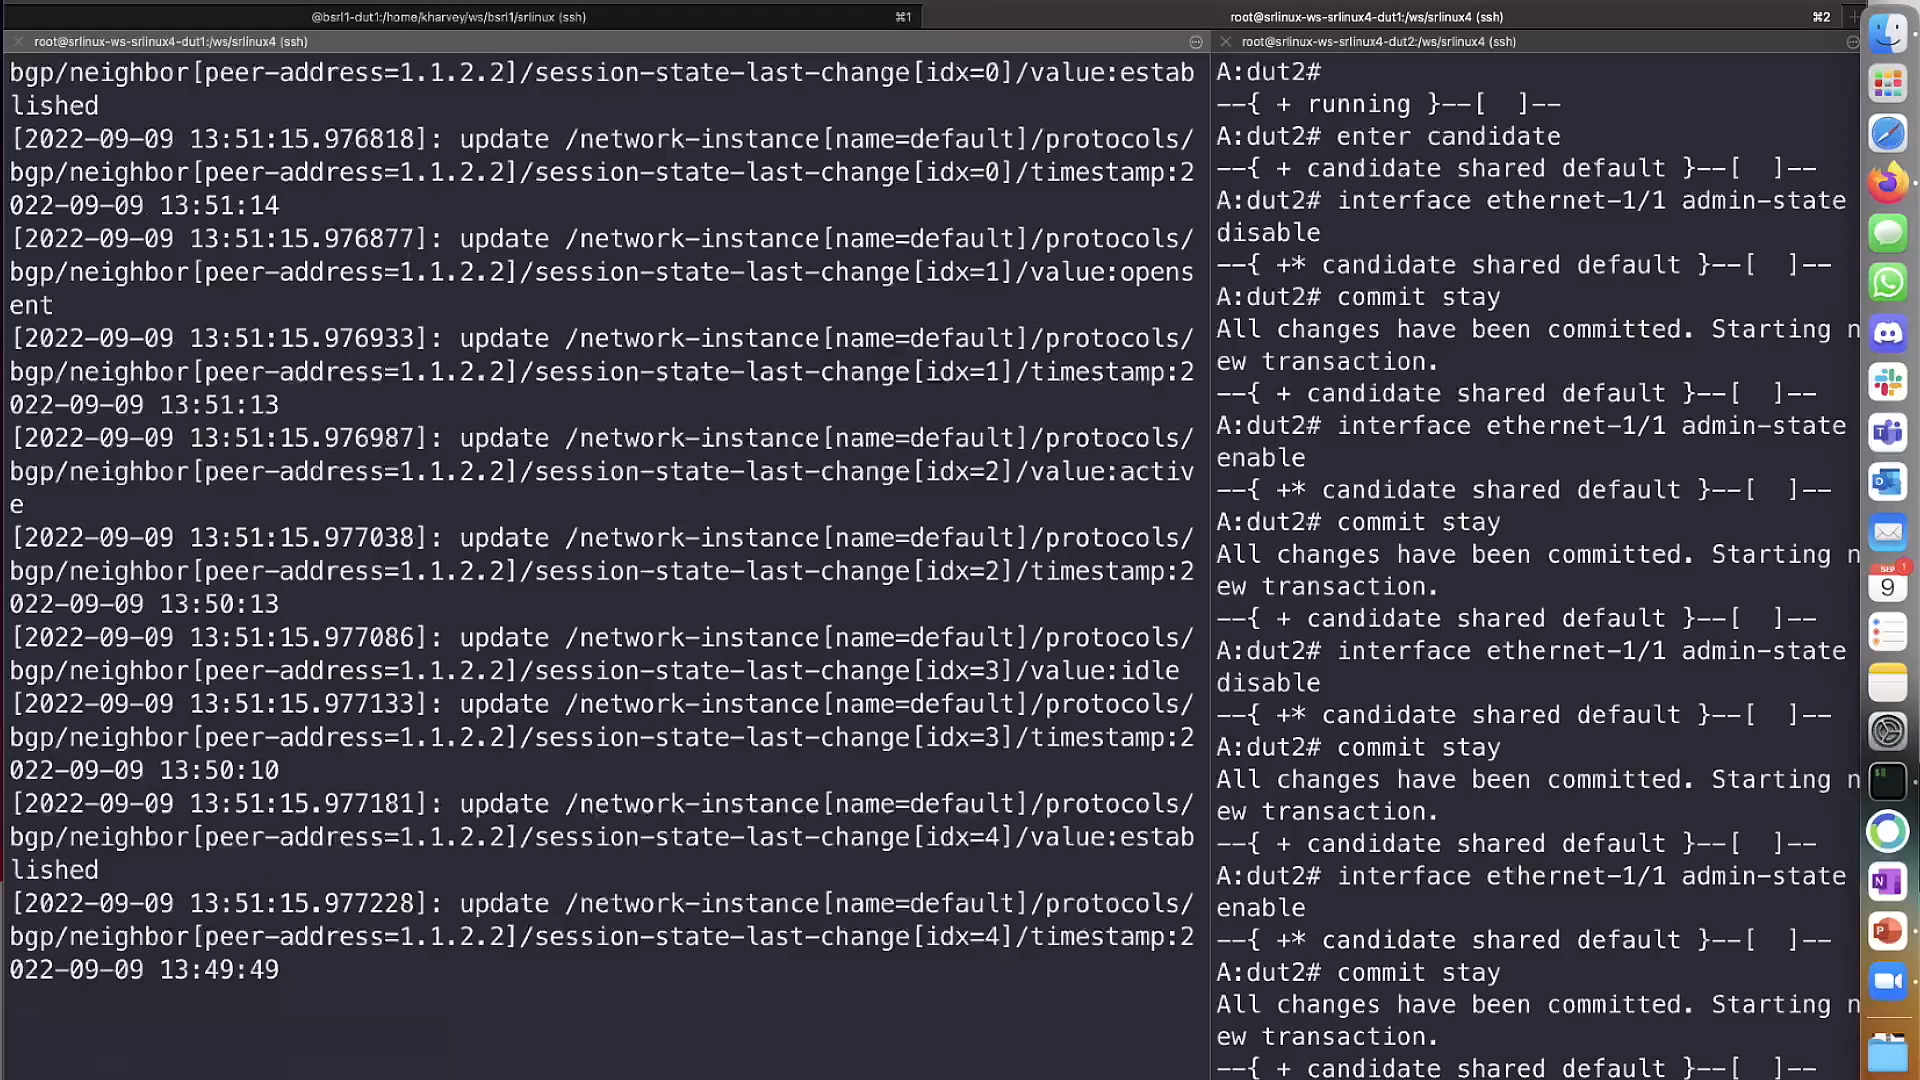 @bsrl1-dut1:/home/kharvey/ws/bsrl1/srlinux (ssh) ⌘1
root@srlinux-ws-srlinux4-dut1:/ws/srlinux4 (ssh) ⌘2
root@srlinux-ws-srlinux4-dut1:/ws/srlinux4 (ssh)
bgp/neighbor[peer-address=1.1.2.2]/session-state-last-change[idx=0]/value:estab
lished
[2022-09-09 13:51:15.976818]: update /network-instance[name=default]/protocols/
bgp/neighbor[peer-address=1.1.2.2]/session-state-last-change[idx=0]/timestamp:2
022-09-09 13:51:14
[2022-09-09 13:51:15.976877]: update /network-instance[name=default]/protocols/
bgp/neighbor[peer-address=1.1.2.2]/session-state-last-change[idx=1]/value:opens
ent
[2022-09-09 13:51:15.976933]: update /network-instance[name=default]/protocols/
bgp/neighbor[peer-address=1.1.2.2]/session-state-last-change[idx=1]/timestamp:2
022-09-09 13:51:13
[2022-09-09 13:51:15.976987]: update /network-instance[name=default]/protocols/
bgp/neighbor[peer-address=1.1.2.2]/session-state-last-change[idx=2]/value:activ
e
[2022-09-09 13:51:15.977038]: update /network-instance[name=default]/protocols/
bgp/neighbor[peer-address=1.1.2.2]/session-state-last-change[idx=2]/timestamp:2
022-09-09 13:50:13
[2022-09-09 13:51:15.977086]: update /network-instance[name=default]/protocols/
bgp/neighbor[peer-address=1.1.2.2]/session-state-last-change[idx=3]/value:idle
[2022-09-09 13:51:15.977133]: update /network-instance[name=default]/protocols/
bgp/neighbor[peer-address=1.1.2.2]/session-state-last-change[idx=3]/timestamp:2
022-09-09 13:50:10
[2022-09-09 13:51:15.977181]: update /network-instance[name=default]/protocols/
bgp/neighbor[peer-address=1.1.2.2]/session-state-last-change[idx=4]/value:estab
lished
[2022-09-09 13:51:15.977228]: update /network-instance[name=default]/protocols/
bgp/neighbor[peer-address=1.1.2.2]/session-state-last-change[idx=4]/timestamp:2
022-09-09 13:49:49
root@srlinux-ws-srlinux4-dut2:/ws/srlinux4 (ssh)
A:dut2#
--{ + running }--[  ]--
A:dut2# enter candidate
--{ + candidate shared default }--[  ]--
A:dut2# interface ethernet-1/1 admin-state
disable
--{ +* candidate shared default }--[  ]--
A:dut2# commit stay
All changes have been committed. Starting n
ew transaction.
--{ + candidate shared default }--[  ]--
A:dut2# interface ethernet-1/1 admin-state
enable
--{ +* candidate shared default }--[  ]--
A:dut2# commit stay
All changes have been committed. Starting n
ew transaction.
--{ + candidate shared default }--[  ]--
A:dut2# interface ethernet-1/1 admin-state
disable
--{ +* candidate shared default }--[  ]--
A:dut2# commit stay
All changes have been committed. Starting n
ew transaction.
--{ + candidate shared default }--[  ]--
A:dut2# interface ethernet-1/1 admin-state
enable
--{ +* candidate shared default }--[  ]--
A:dut2# commit stay
All changes have been committed. Starting n
ew transaction.
--{ + candidate shared default }--[  ]--
SEP
1
9